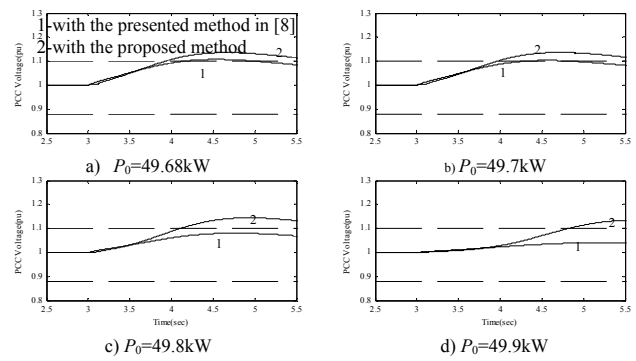 1-with the presented method in [8]
2-with the proposed method
PCC Voltage(pu)
1.3
1.2
1.1
1
0.9
0.8
2
1
2.5 3 3.5 4 4.5 5 5.5
a) P0=49.68kW
PCC Voltage(pu)
1.3
1.2
1.1
1
0.9
0.8
2
1
2.5 3 3.5 4 4.5 5 5.5
b) P0=49.7kW
PCC Voltage(pu)
1.3
1.2
1.1
1
0.9
0.8
2
1
2.5 3 3.5 4 4.5 5 5.5
Time(sec)
c) P0=49.8kW
PCC Voltage(pu)
1.3
1.2
1.1
1
0.9
0.8
2
1
2.5 3 3.5 4 4.5 5 5.5
Time(sec)
d) P0=49.9kW